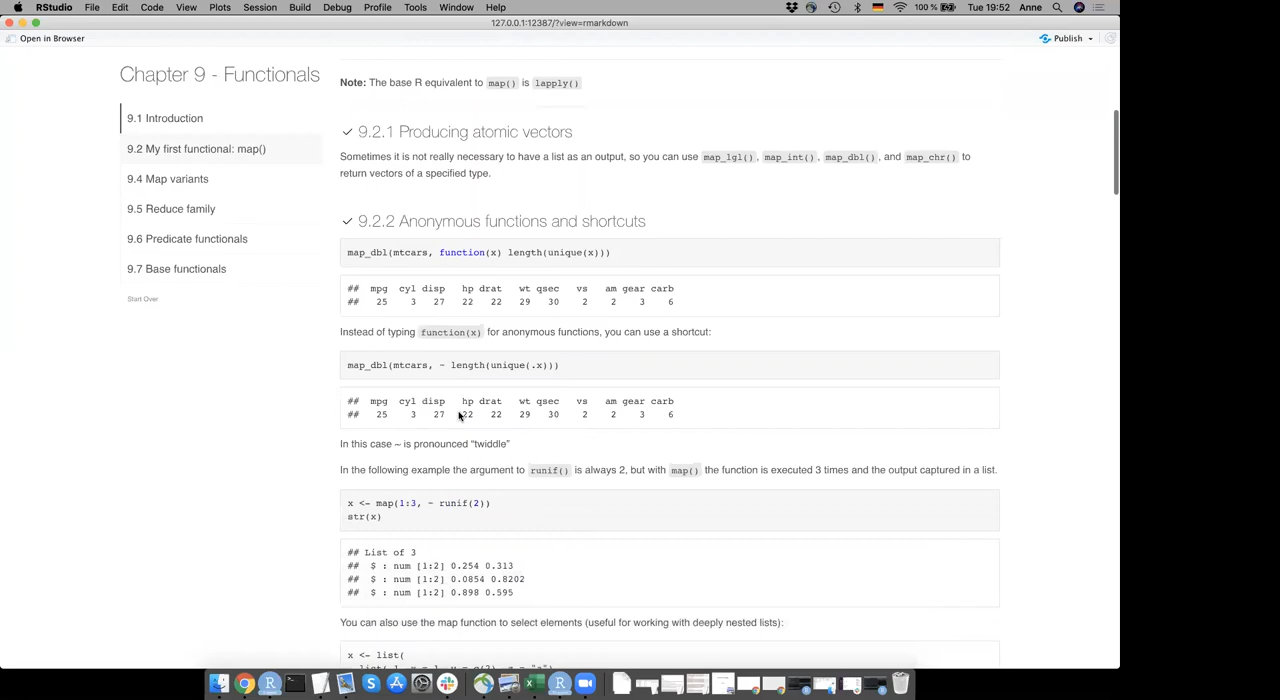 RStudio File Edit Code View Plots Session Build Debug Profile Tools Window Help 100 % Tue 19:52 Anne
127.0.0.1:12387/?view=rmarkdown
Open in Browser Publish
Chapter 9 - Functionals
9.1 Introduction
9.2 My first functional: map()
9.4 Map variants
9.5 Reduce family
9.6 Predicate functionals
9.7 Base functionals
Start Over
Note: The base R equivalent to map() is lapply()
✓ 9.2.1 Producing atomic vectors
Sometimes it is not really necessary to have a list as an output, so you can use map_lgl(), map_int(), map_dbl(), and map_chr() to
return vectors of a specified type.
✓ 9.2.2 Anonymous functions and shortcuts
map_dbl(mtcars, function(x) length(unique(x)))
## mpg cyl disp hp drat wt qsec vs am gear carb
## 25 3 27 22 22 29 30 2 2 3 6
Instead of typing function(x) for anonymous functions, you can use a shortcut:
map_dbl(mtcars, ~ length(unique(.x)))
## mpg cyl disp hp drat wt qsec vs am gear carb
## 25 3 27 22 22 29 30 2 2 3 6
In this case ~ is pronounced “twiddle”
In the following example the argument to runif() is always 2, but with map() the function is executed 3 times and the output captured in a list.
x <- map(1:3, ~ runif(2))
str(x)
## List of 3
## $ : num [1:2] 0.254 0.313
## $ : num [1:2] 0.0854 0.8202
## $ : num [1:2] 0.898 0.595
You can also use the map function to select elements (useful for working with deeply nested lists):
x <- list(